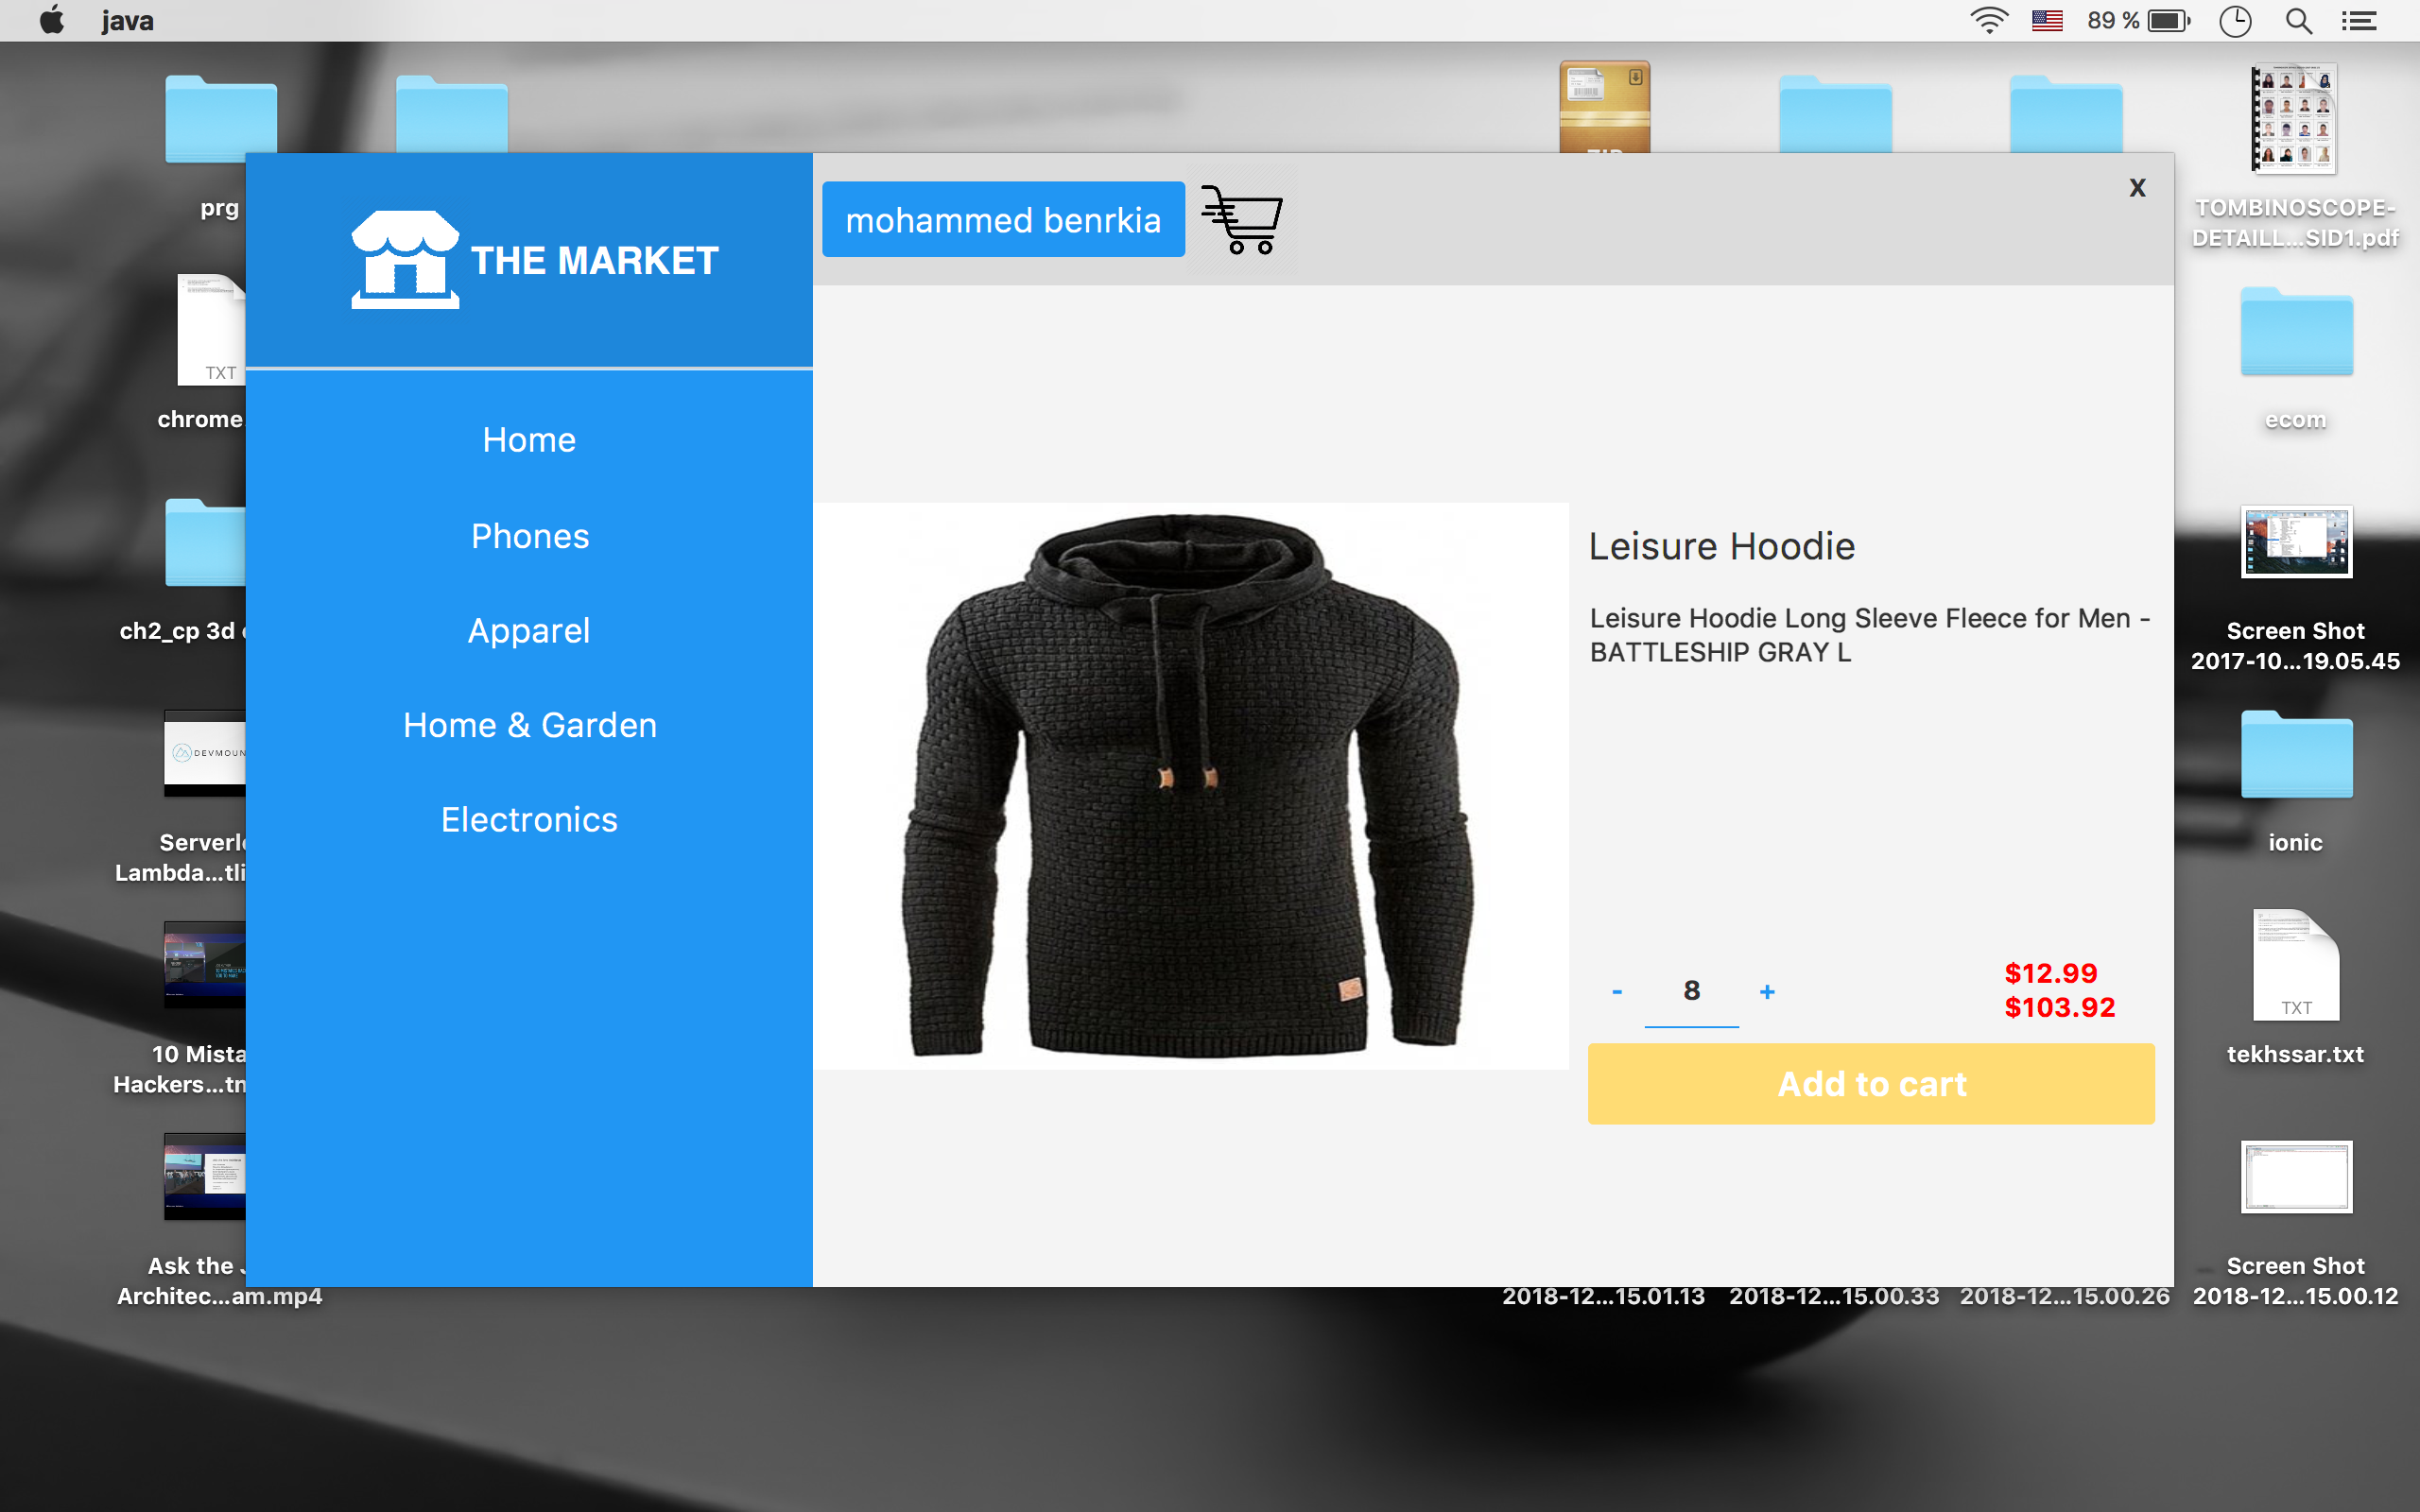 java
89 %
prg
TXT
chrome.
ch2_cp 3d
DEVMOUN
Serverle
Lambda...tli
10 Mista
Hackers...tn
Ask the J
Architec...am.mp4
THE MARKET
Home
Phones
Apparel
Home & Garden
Electronics
mohammed benrkia
X
Leisure Hoodie
Leisure Hoodie Long Sleeve Fleece for Men -
BATTLESHIP GRAY L
- 8 +
$12.99
$103.92
Add to cart
ZIP
TOMBINOSCOPE-
DETAILL...SID1.pdf
ecom
Screen Shot
2017-10...19.05.45
ionic
TXT
tekhssar.txt
Screen Shot
2018-12...15.01.13
2018-12...15.00.33
2018-12...15.00.26
2018-12...15.00.12